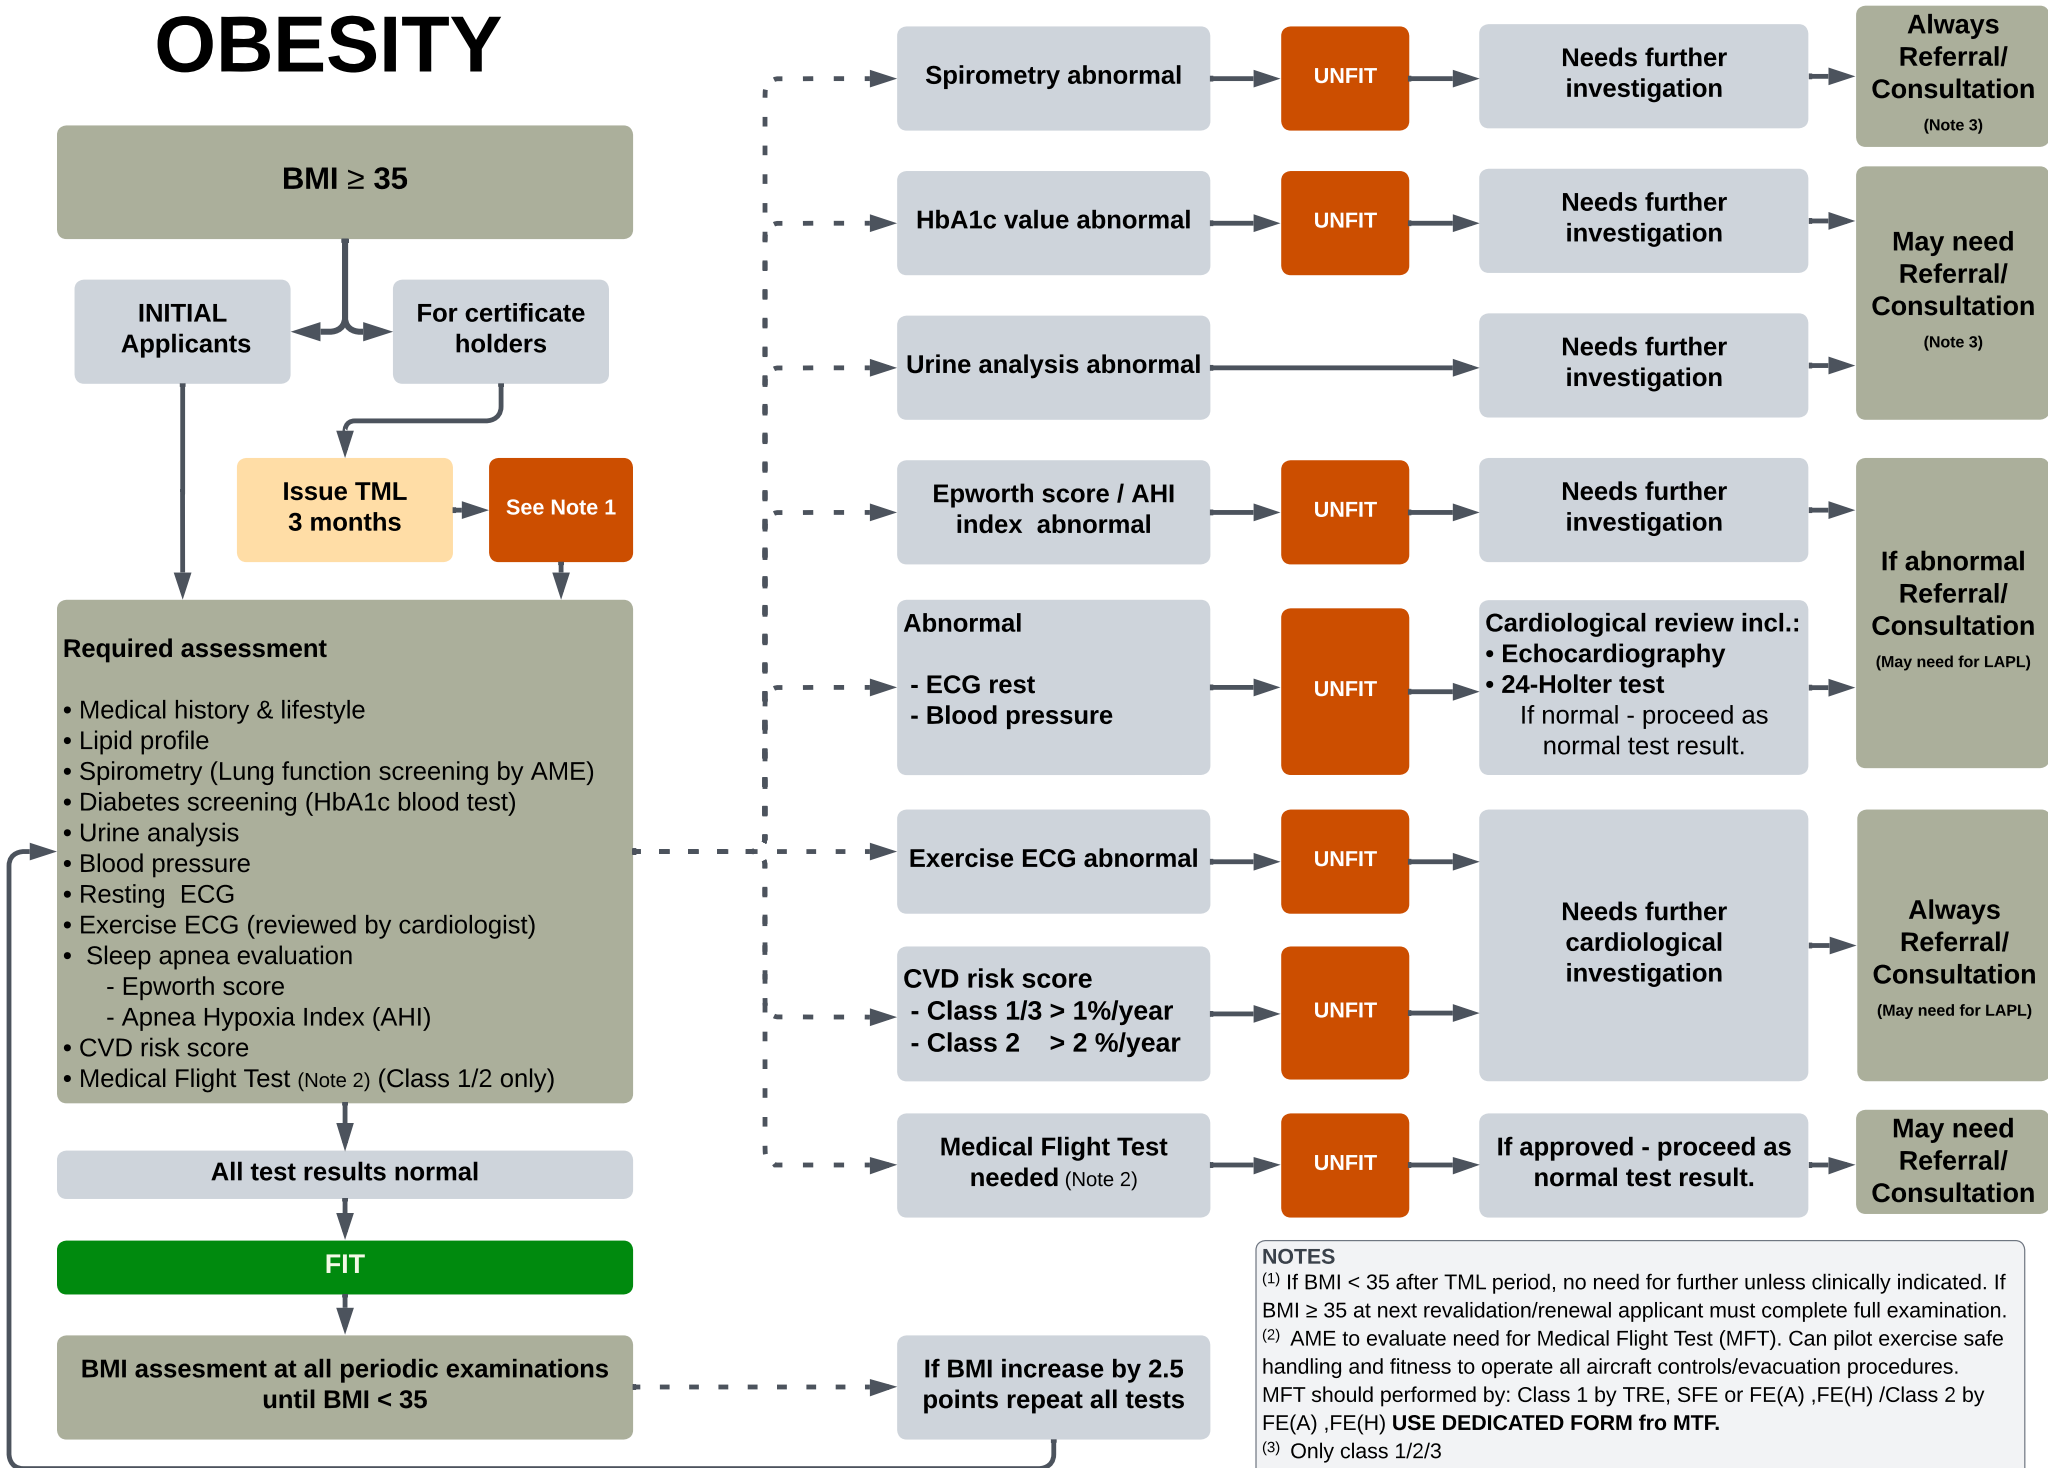 OBESITY
BMI ≥ 35
INITIAL
Applicants
For certificate
holders
Issue TML
3 months
See Note 1
Required assessment
• Medical history & lifestyle
• Lipid profile
• Spirometry (Lung function screening by AME)
• Diabetes screening (HbA1c blood test)
• Urine analysis
• Blood pressure
• Resting  ECG
• Exercise ECG (reviewed by cardiologist)
•  Sleep apnea evaluation
- Epworth score
- Apnea Hypoxia Index (AHI)
• CVD risk score
• Medical Flight Test (Note 2) (Class 1/2 only)
All test results normal
FIT
BMI assesment at all periodic examinations
until BMI < 35
If BMI increase by 2.5
points repeat all tests
Spirometry abnormal
UNFIT
Needs further
investigation
Always
Referral/
Consultation
(Note 3)
HbA1c value abnormal
UNFIT
Needs further
investigation
May need
Referral/
Consultation
(Note 3)
Urine analysis abnormal
Needs further
investigation
Epworth score / AHI
index  abnormal
UNFIT
Needs further
investigation
If abnormal
Referral/
Consultation
(May need for LAPL)
Abnormal
- ECG rest
- Blood pressure
UNFIT
Cardiological review incl.:
• Echocardiography
• 24-Holter test
If normal - proceed as
normal test result.
Exercise ECG abnormal
UNFIT
Needs further
cardiological
investigation
Always
Referral/
Consultation
(May need for LAPL)
CVD risk score
- Class 1/3 > 1%/year
- Class 2    > 2 %/year
UNFIT
Medical Flight Test
needed (Note 2)
UNFIT
If approved - proceed as
normal test result.
May need
Referral/
Consultation
NOTES
(1) If BMI < 35 after TML period, no need for further unless clinically indicated. If
BMI ≥ 35 at next revalidation/renewal applicant must complete full examination.
(2)  AME to evaluate need for Medical Flight Test (MFT). Can pilot exercise safe
handling and fitness to operate all aircraft controls/evacuation procedures.
MFT should performed by: Class 1 by TRE, SFE or FE(A) ,FE(H) /Class 2 by
FE(A) ,FE(H) USE DEDICATED FORM fro MTF.
(3)  Only class 1/2/3